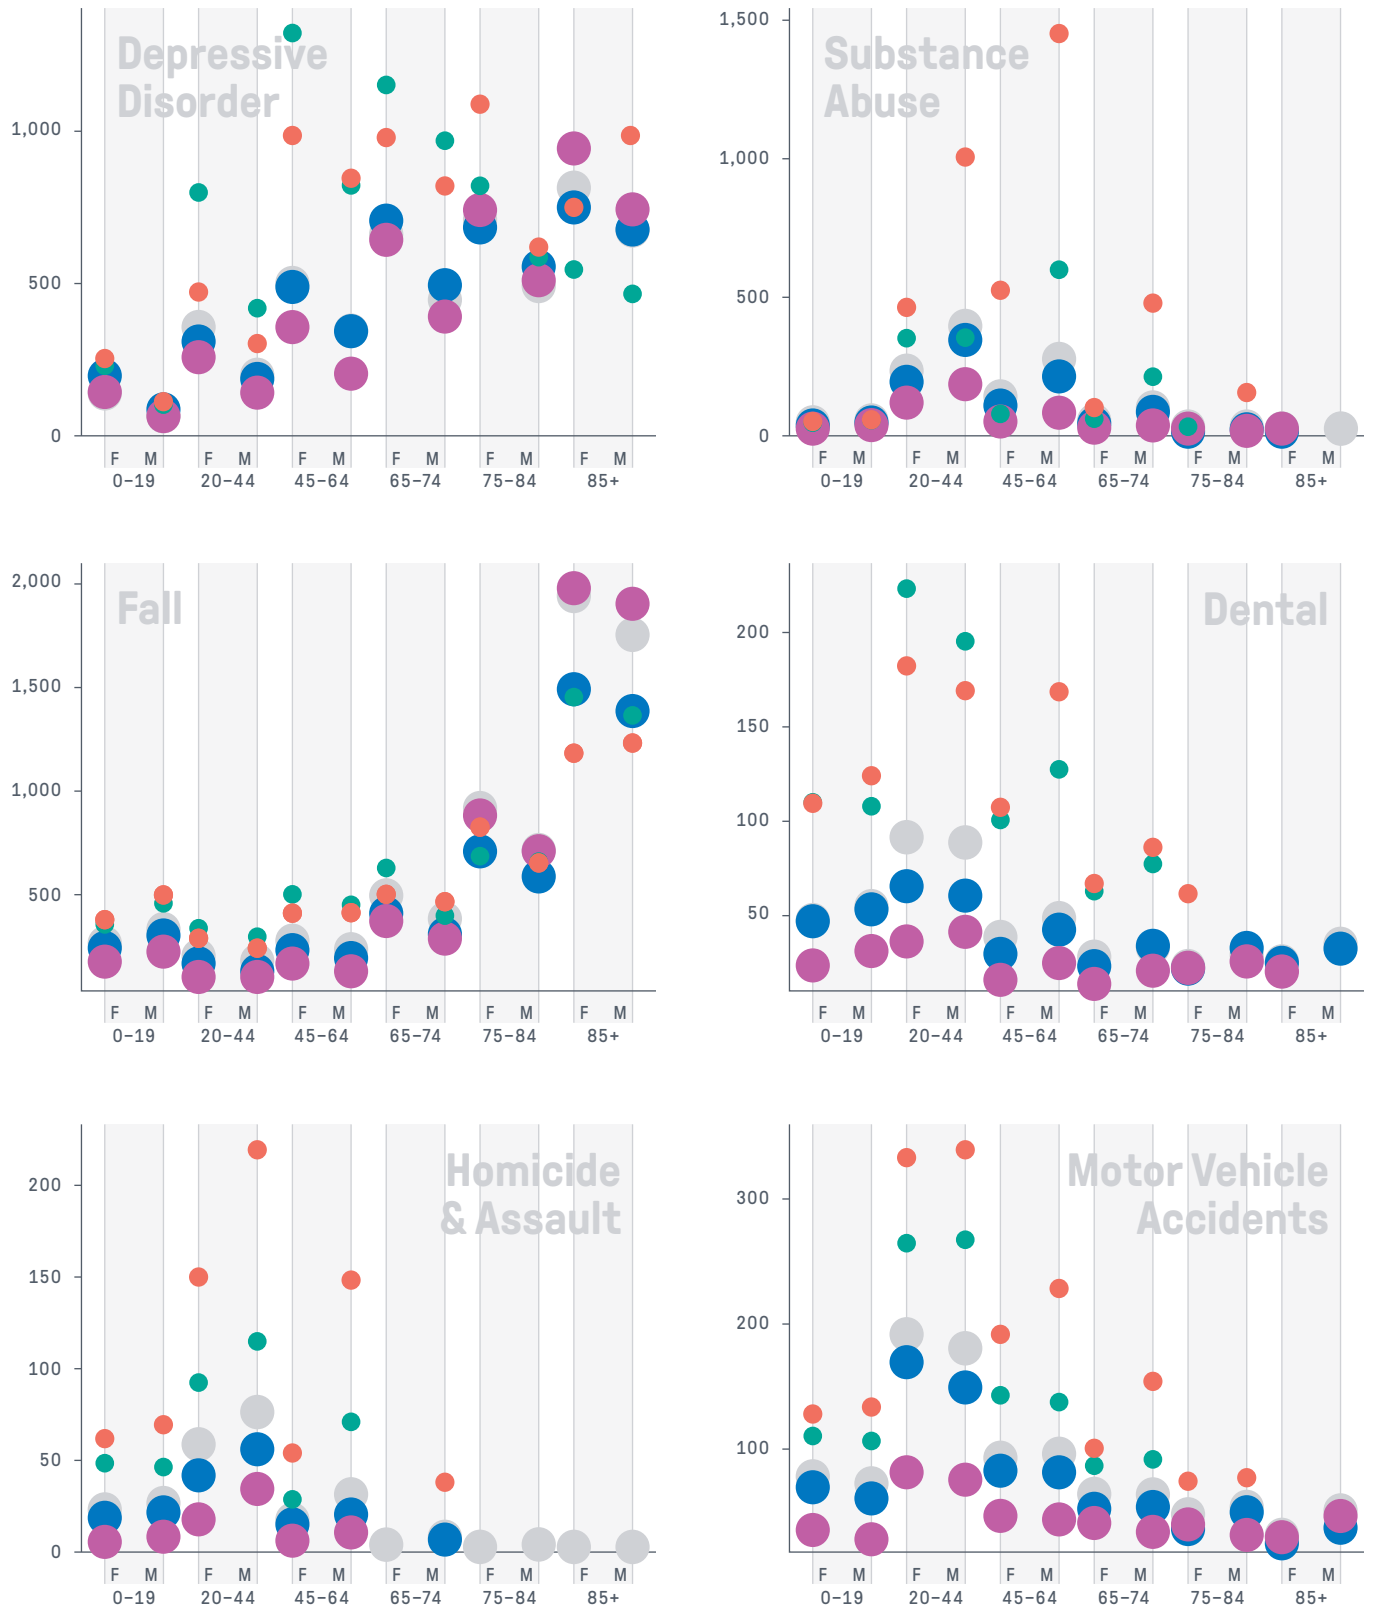 Depressive
Disorder
1,000
500
0
F M F M F M F M F M F M
0–19 20–44 45–64 65–74 75–84 85+
Substance
Abuse
1,500
1,000
500
0
F M F M F M F M F M F M
0–19 20–44 45–64 65–74 75–84 85+
Fall
2,000
1,500
1,000
500
F M F M F M F M F M F M
0–19 20–44 45–64 65–74 75–84 85+
Dental
200
150
100
50
F M F M F M F M F M F M
0–19 20–44 45–64 65–74 75–84 85+
Homicide
& Assault
200
150
100
50
0
F M F M F M F M F M F M
0–19 20–44 45–64 65–74 75–84 85+
Motor Vehicle
Accidents
300
200
100
F M F M F M F M F M F M
0–19 20–44 45–64 65–74 75–84 85+